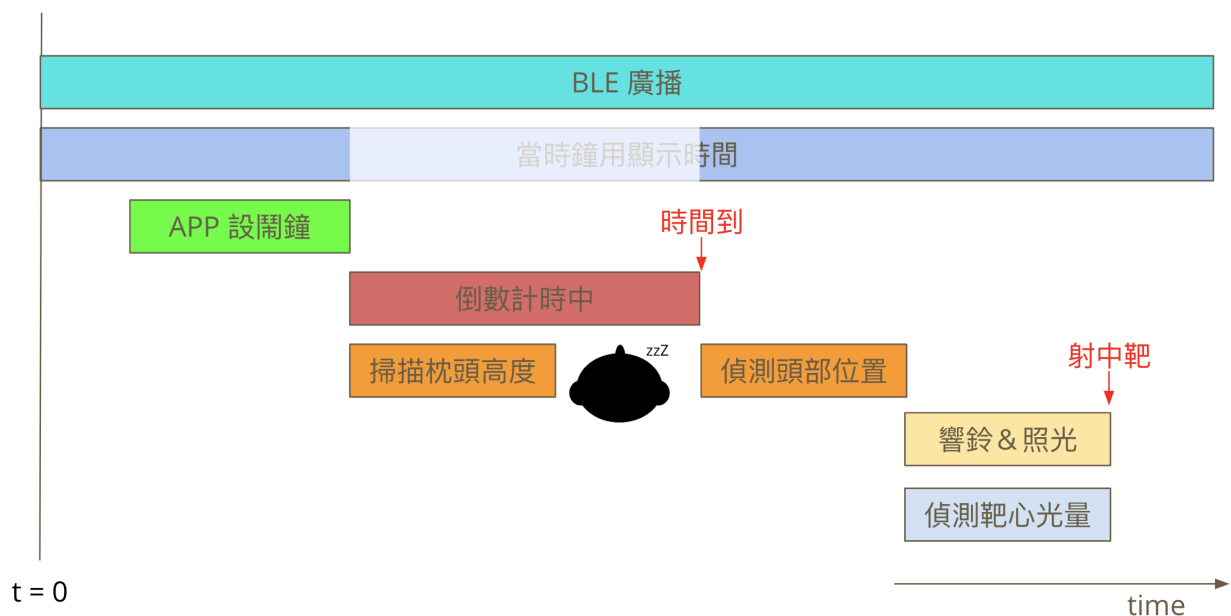 BLE 廣播
當時鐘用顯示時間
APP 設鬧鐘
時間到
倒數計時中
掃描枕頭高度
zzZ
偵測頭部位置
射中靶
響鈴＆照光
偵測靶心光量
t = 0
time